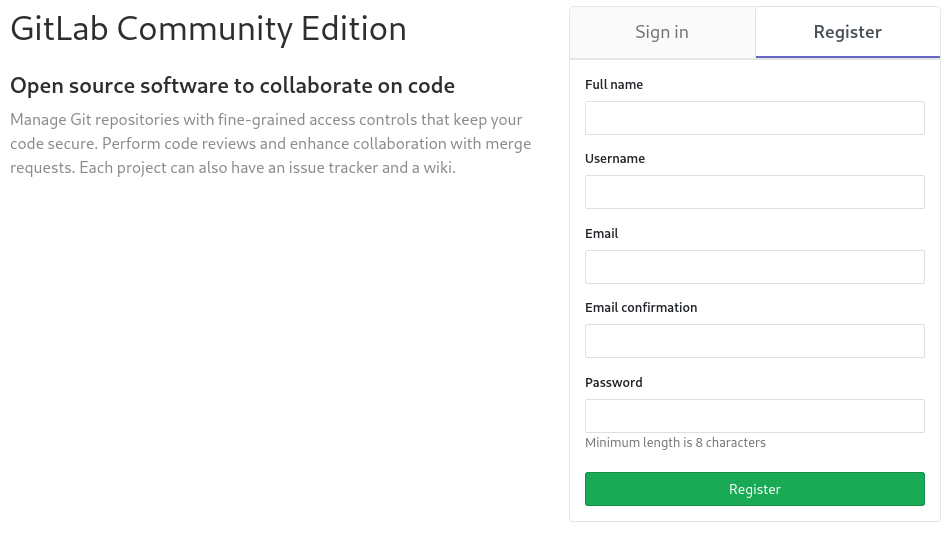 GitLab Community Edition
Open source software to collaborate on code
Manage Git repositories with fine-grained access controls that keep your
code secure. Perform code reviews and enhance collaboration with merge
requests. Each project can also have an issue tracker and a wiki.
Sign in
Register
Full name
Username
Email
Email confirmation
Password
Minimum length is 8 characters
Register